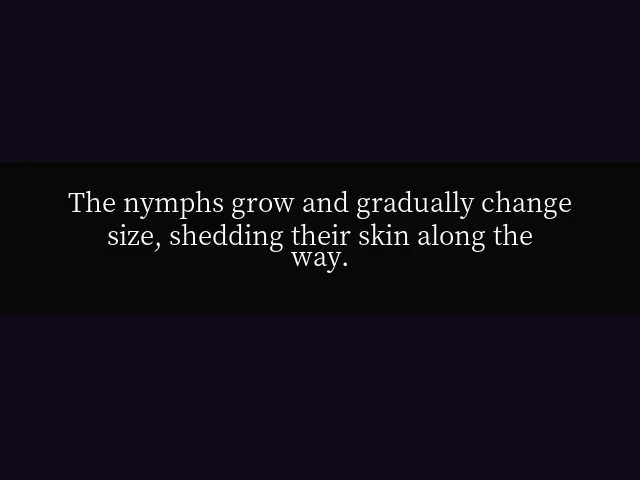 The nymphs grow and gradually change
size, shedding their skin along the
way.